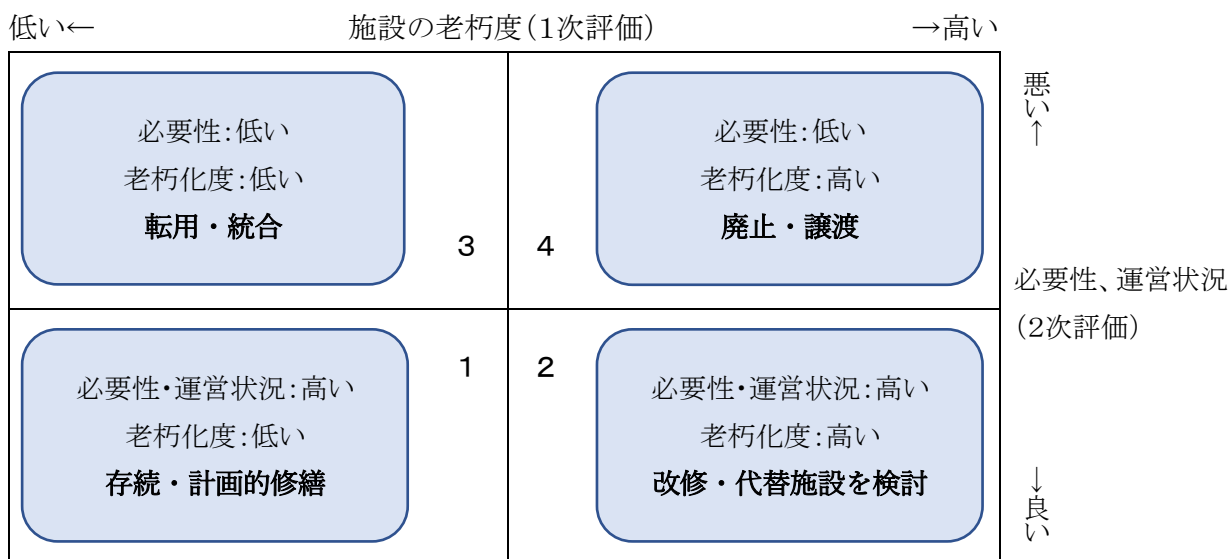 低い← 施設の老朽度(1次評価) →高い
必要性:低い
老朽化度:低い
転用・統合
3
4
必要性:低い
老朽化度:高い
廃止・譲渡
悪い↑
必要性、運営状況
(2次評価)
必要性・運営状況:高い
老朽化度:低い
存続・計画的修繕
1
2
必要性・運営状況:高い
老朽化度:高い
改修・代替施設を検討
↓良い